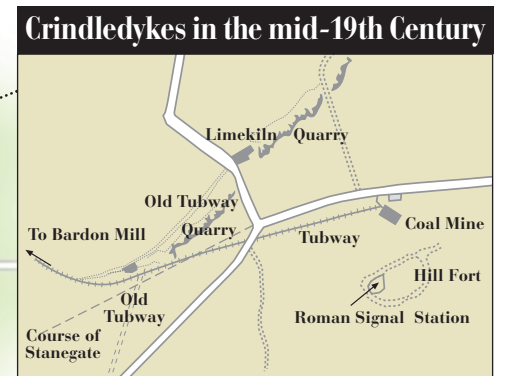 Crindledykes in the mid-19th Century
Limekiln
Quarry
Old Tubway
Quarry
Coal Mine
To Bardon Mill
Tubway
Hill Fort
Old
Tubway
Roman Signal Station
Course of
Stanegate